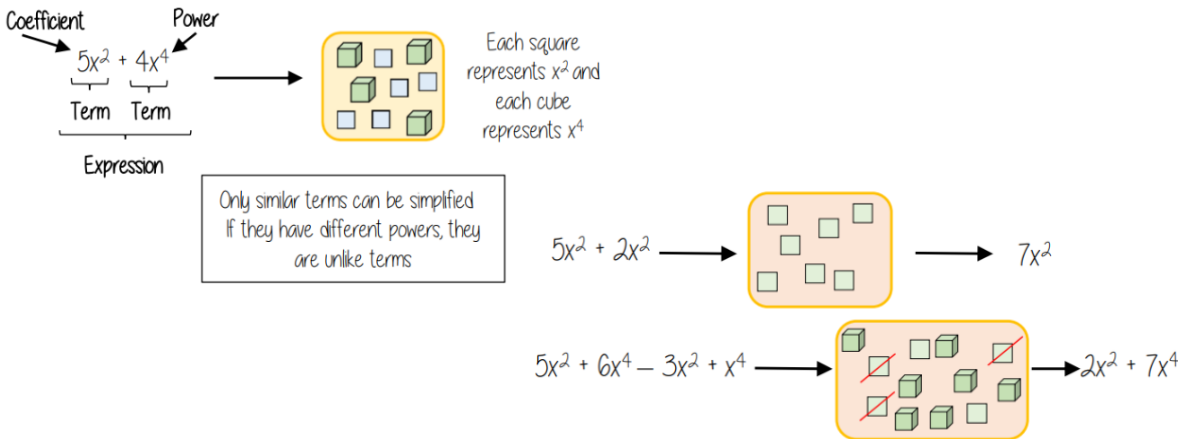 Coefficient
Power
5x² + 4x⁴
Term Term
Expression
Each square
represents x² and
each cube
represents x⁴
Only similar terms can be simplified
If they have different powers, they
are unlike terms
5x² + 2x²
7x²
5x² + 6x⁴ – 3x² + x⁴
2x² + 7x⁴